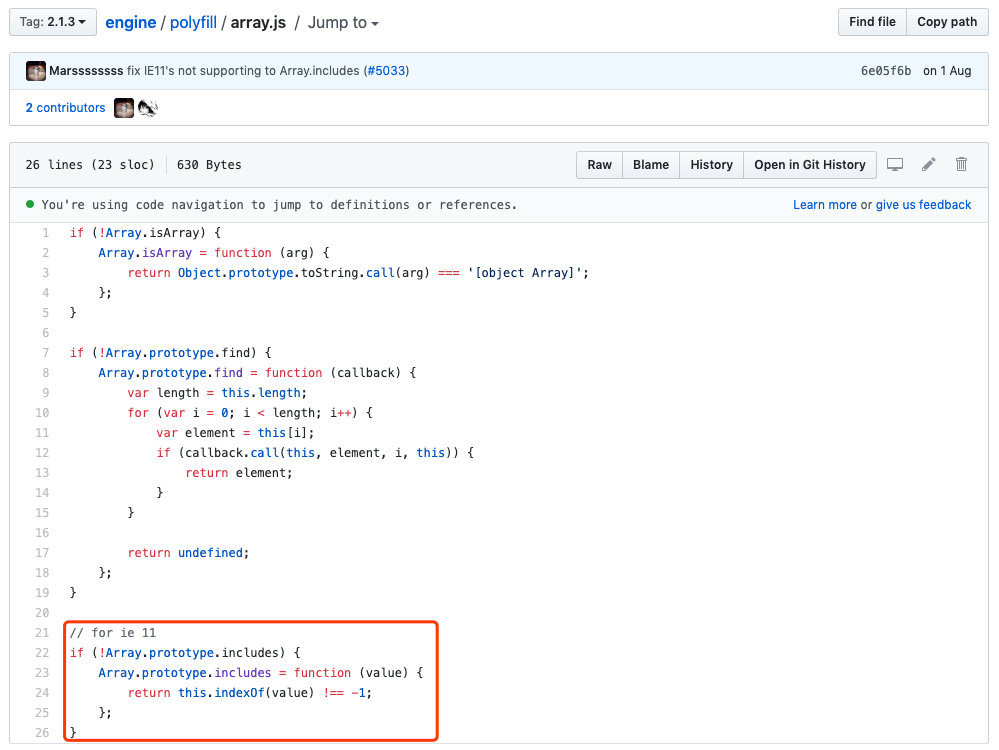 Tag: 2.1.3 engine / polyfill / array.js / Jump to Find file Copy path
Marssssssss fix IE11's not supporting to Array.includes (#5033) 6e05f6b on 1 Aug
2 contributors
26 lines (23 sloc) 630 Bytes Raw Blame History Open in Git History
You're using code navigation to jump to definitions or references. Learn more or give us feedback
1 if (!Array.isArray) {
2     Array.isArray = function (arg) {
3         return Object.prototype.toString.call(arg) === '[object Array]';
4     };
5 }
6
7 if (!Array.prototype.find) {
8     Array.prototype.find = function (callback) {
9         var length = this.length;
10         for (var i = 0; i < length; i++) {
11             var element = this[i];
12             if (callback.call(this, element, i, this)) {
13                 return element;
14             }
15         }
16
17         return undefined;
18     };
19 }
20
21 // for ie 11
22 if (!Array.prototype.includes) {
23     Array.prototype.includes = function (value) {
24         return this.indexOf(value) !== -1;
25     };
26 }